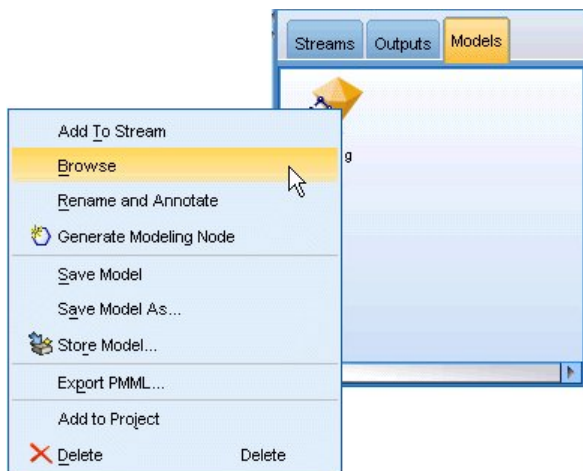 Streams Outputs Models
g
Add To Stream
Browse
Rename and Annotate
Generate Modeling Node
Save Model
Save Model As...
Store Model...
Export PMML...
Add to Project
Delete Delete